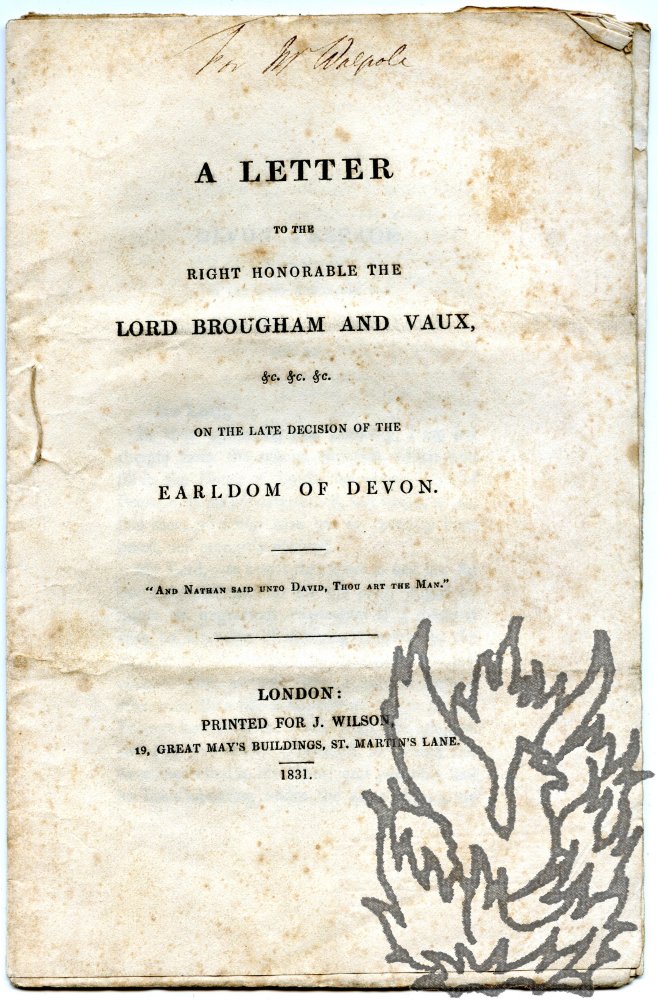 For Mr Walpole
A LETTER
TO THE
RIGHT HONORABLE THE
LORD BROUGHAM AND VAUX,
&c. &c. &c.
ON THE LATE DECISION OF THE
EARLDOM OF DEVON.
"And Nathan said unto David, Thou art the Man."
LONDON:
PRINTED FOR J. WILSON,
19, GREAT MAY'S BUILDINGS, ST. MARTIN'S LANE.
1831.